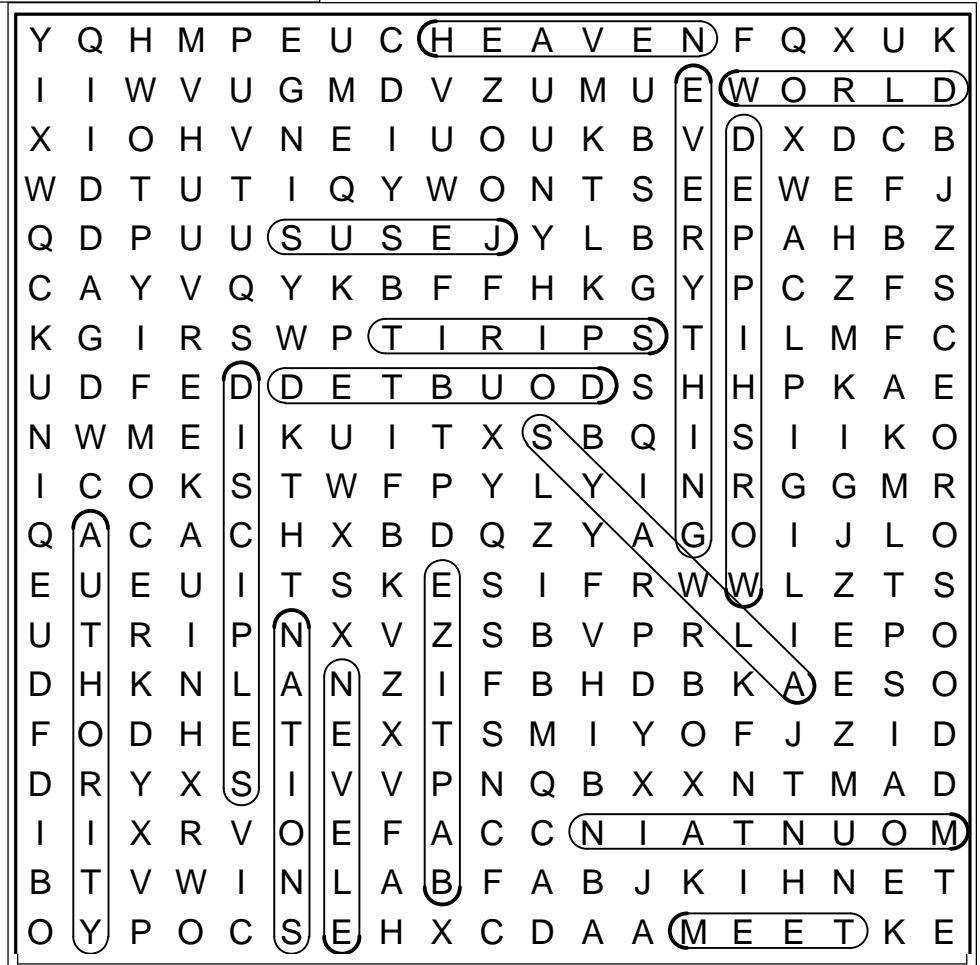 Y Q H M P E U C H E A V E N F Q X U K
I I W V U G M D V Z U M U E W O R L D
X I O H V N E I U O U K B V D X D C B
W D T U T I Q Y W O N T S E E W E F J
Q D P U U S U S E J Y L B R P A H B Z
C A Y V Q Y K B F F H K G Y P C Z F S
K G I R S W P T I R I P S T I L M F C
U D F E D D E T B U O D S H H P K A E
N W M E I K U I T X S B Q I S I I K O
I C O K S T W F P Y L Y I N R G G M R
Q A C A C H X B D Q Z Y A G O I J L O
E U E U I T S K E S I F R W W L Z T S
U T R I P N X V Z S B V P R L I E P O
D H K N L A N Z I F B H D B K A E S O
F O D H E T E X T S M I Y O F J Z I D
D R Y X S I V V P N Q B X X N T M A D
I I X R V O E F A C C N I A T N U O M
B T V W I N L A B F A B J K I H N E T
O Y P O C S E H X C D A A M E E T K E